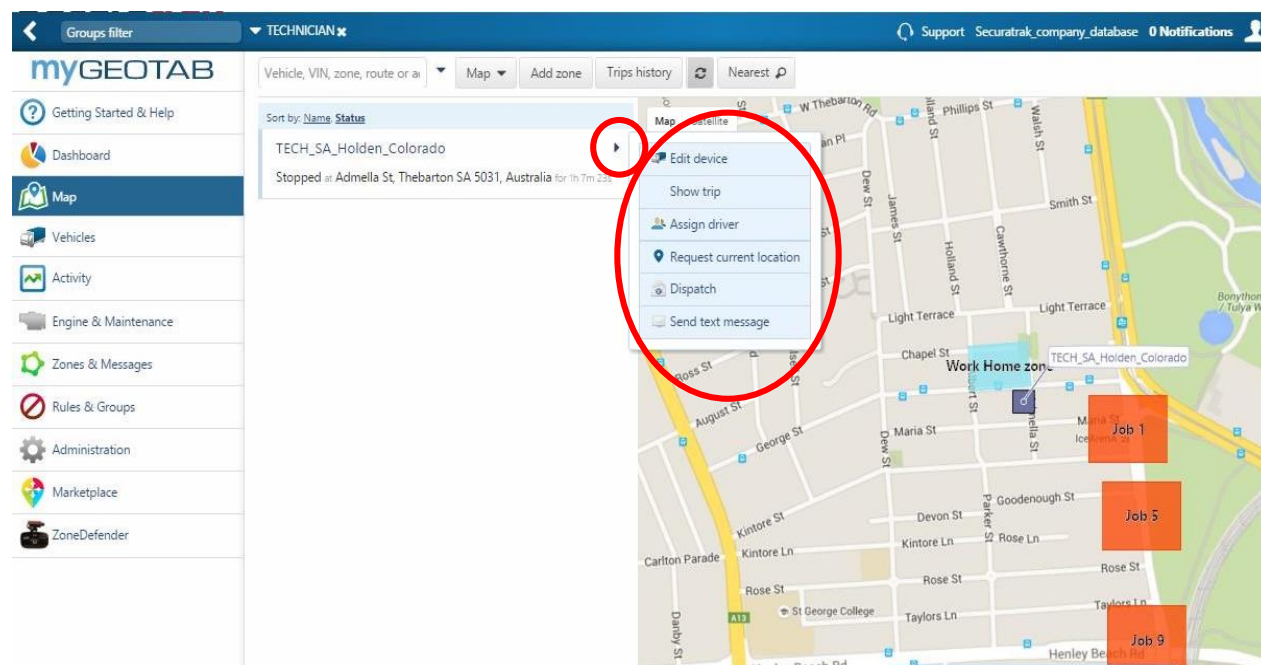 Groups filter
TECHNICIAN
Support Securatrak_company_database 0 Notifications
myGEOTAB
Vehicle, VIN, zone, route or
Map
Add zone
Trips history
Nearest
Getting Started & Help
Dashboard
Map
Vehicles
Activity
Engine & Maintenance
Zones & Messages
Rules & Groups
Administration
Marketplace
ZoneDefender
Sort by: Name, Status
TECH_SA_Holden_Colorado
Stopped at Admella St, Thebarton SA 5031, Australia for 1h 7m
Map
Edit device
Show trip
Assign driver
Request current location
Dispatch
Send text message
W Thebarton Rd
Phillips St
Walsh St
Holland St
Dew St
James St
Smith St
Cawthorne St
Holland St
Light Terrace
Light Terrace
Chapel St
Work Home zone
TECH_SA_Holden_Colorado
Ross St
August St
George St
Dew St
Maria St
Maria St
Job 1
Goodenough St
Parker St
Devon St
Job 5
Kintore St
Kintore Ln
Kintore Ln
Rose Ln
Carlton Parade
Rose St
Rose St
Rose St
A13
St George College
Taylors Ln
Taylors Ln
Danby St
Job 9
Henley Beach Rd